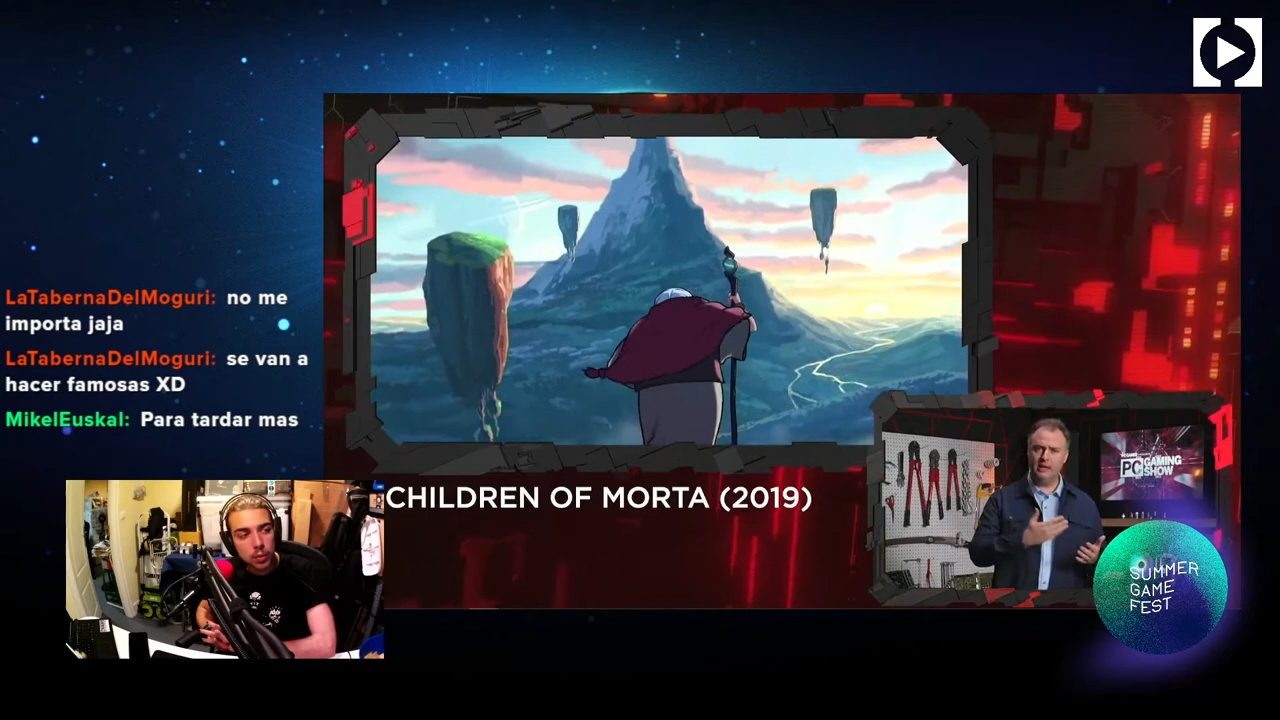 LaTabernaDelMoguri: no me
importa jaja
LaTabernaDelMoguri: se van a
hacer famosas XD
MikelEuskal: Para tardar mas
CHILDREN OF MORTA (2019)
PC GAMING
SHOW
SUMMER
GAME
FEST